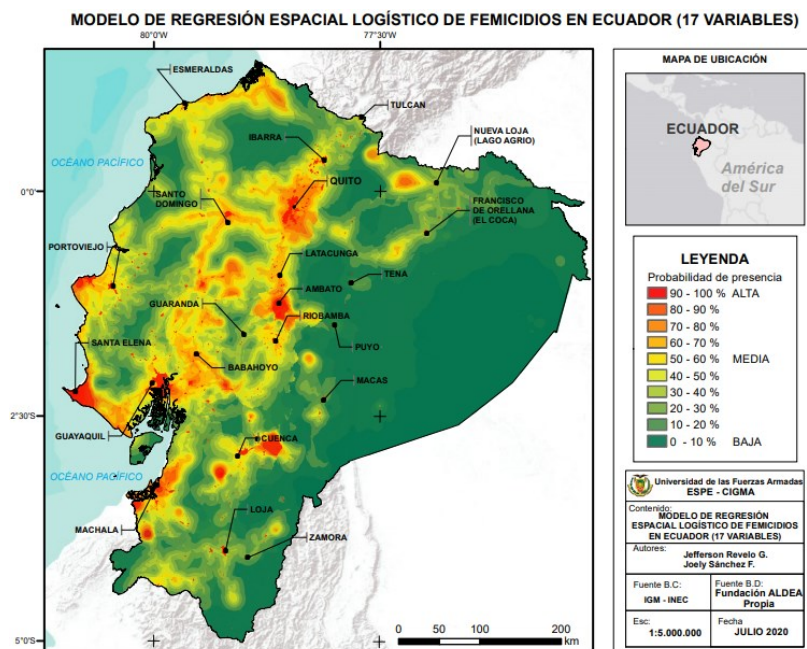 MODELO DE REGRESIÓN ESPACIAL LOGÍSTICO DE FEMICIDIOS EN ECUADOR (17 VARIABLES)
80°0'0"
77°30'0"
ESMERALDAS
TULCAN
IBARRA
NUEVA LOJA
(LAGO AGRIO)
OCÉANO PACÍFICO
0°0'
SANTO
DOMINGO
QUITO
FRANCISCO
DE ORELLANA
(EL COCA)
PORTOVIEJO
LATACUNGA
TENA
AMBATO
GUARANDA
RIOBAMBA
SANTA ELENA
PUYO
BABAHOYO
MACAS
2°30'S
GUAYAQUIL
CUENCA
OCÉANO PACÍFICO
MACHALA
LOJA
ZAMORA
5°0'S
0 50 100 200
km
MAPA DE UBICACIÓN
ECUADOR
América
del Sur
LEYENDA
Probabilidad de presencia
90 - 100 % ALTA
80 - 90 %
70 - 80 %
60 - 70 %
50 - 60 % MEDIA
40 - 50 %
30 - 40 %
20 - 30 %
10 - 20 %
0 - 10 % BAJA
Universidad de las Fuerzas Armadas
ESPE - CIGMA
Contenido:
MODELO DE REGRESIÓN
ESPACIAL LOGÍSTICO DE FEMICIDIOS
EN ECUADOR (17 VARIABLES)
Autores:
Jefferson Revelo G.
Joely Sánchez F.
Fuente B.C:
IGM - INEC
Fuente B.D:
Fundación ALDEA
Propia
Esc:
1:5.000.000
Fecha
JULIO 2020